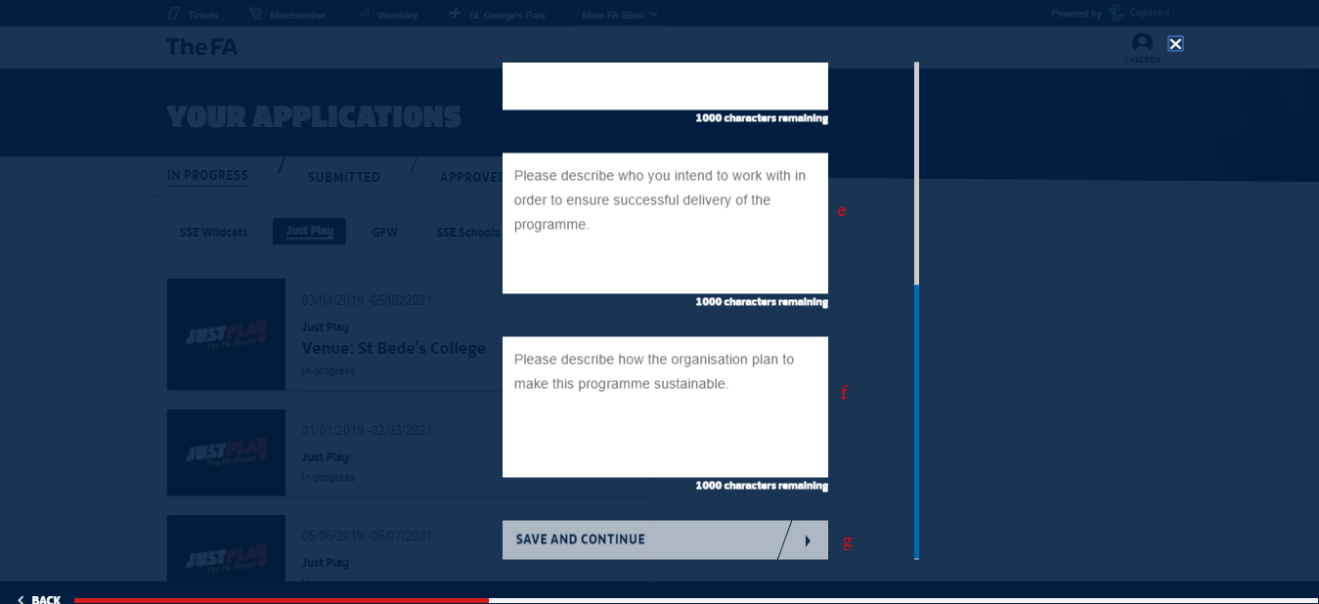 Tickets Merchandise Wembley St. George's Park More FA Sites Powered by Cognizant
The FA
CHECKGA
1000 characters remaining
YOUR APPLICATIONS
IN PROGRESS SUBMITTED APPROVED
Please describe who you intend to work with in
order to ensure successful delivery of the
programme.
e
SSE Wildcats Just Play GFW SSE Schools
1000 characters remaining
03/04/2019 -05/06/2021
Just Play
Venue: St Bede's College
In-progress
JUSTPLAY!
Please describe how the organisation plan to
make this programme sustainable.
f
01/01/2019 -02/03/2021
Just Play
In-progress
JUSTPLAY!
1000 characters remaining
05/06/2019 -06/07/2021
Just Play
JUSTPLAY!
SAVE AND CONTINUE
g
BACK